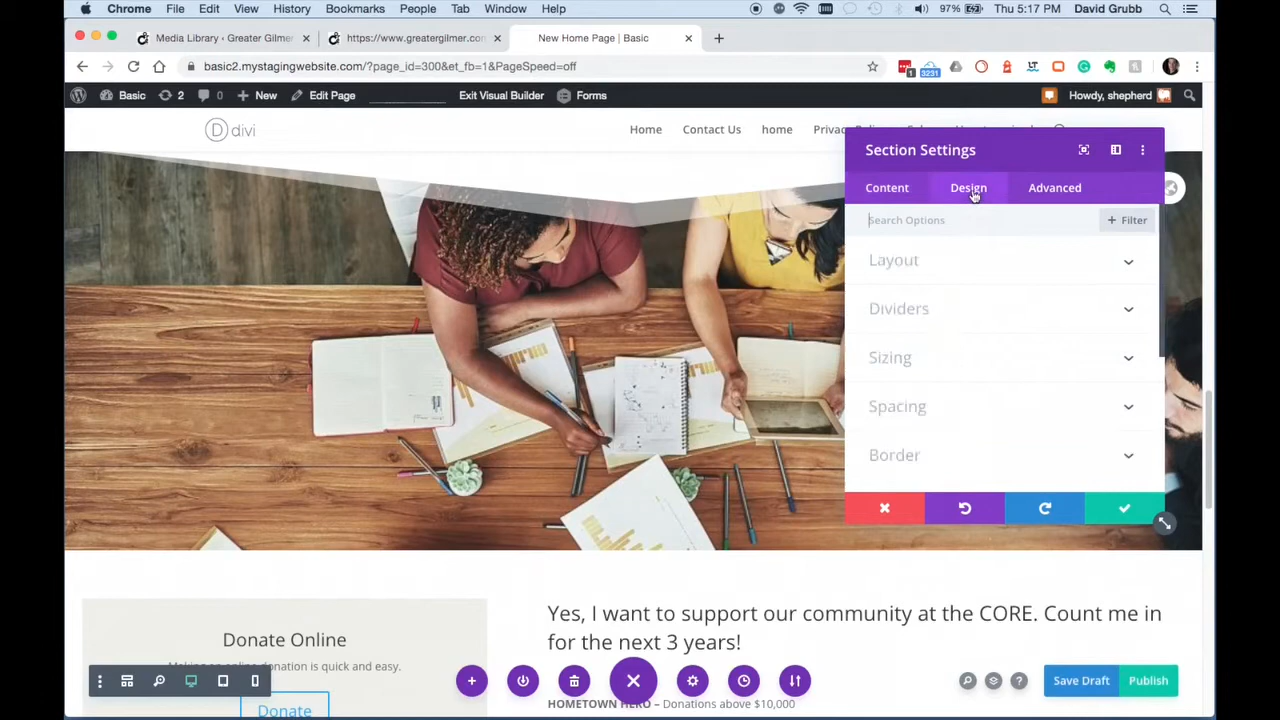 Chrome File Edit View History Bookmarks People Tab Window Help 97% Thu 5:17 PM David Grubb
Media Library ‹ Greater Gilmer × https://www.greatergilmer.com × New Home Page | Basic × +
basic2.mystagingwebsite.com/?page_id=300&et_fb=1&PageSpeed=off
1 3231
Basic 2 0 + New Edit Page Exit Visual Builder Forms Howdy, shepherd
D divi Home Contact Us home
Section Settings
Content Design Advanced
Search Options + Filter
Layout
Dividers
Sizing
Spacing
Border
Yes, I want to support our community at the CORE. Count me in
for the next 3 years!
Donate Online
Making an online donation is quick and easy.
Save Draft Publish
HOMETOWN HERO – Donations above $10,000
Donate